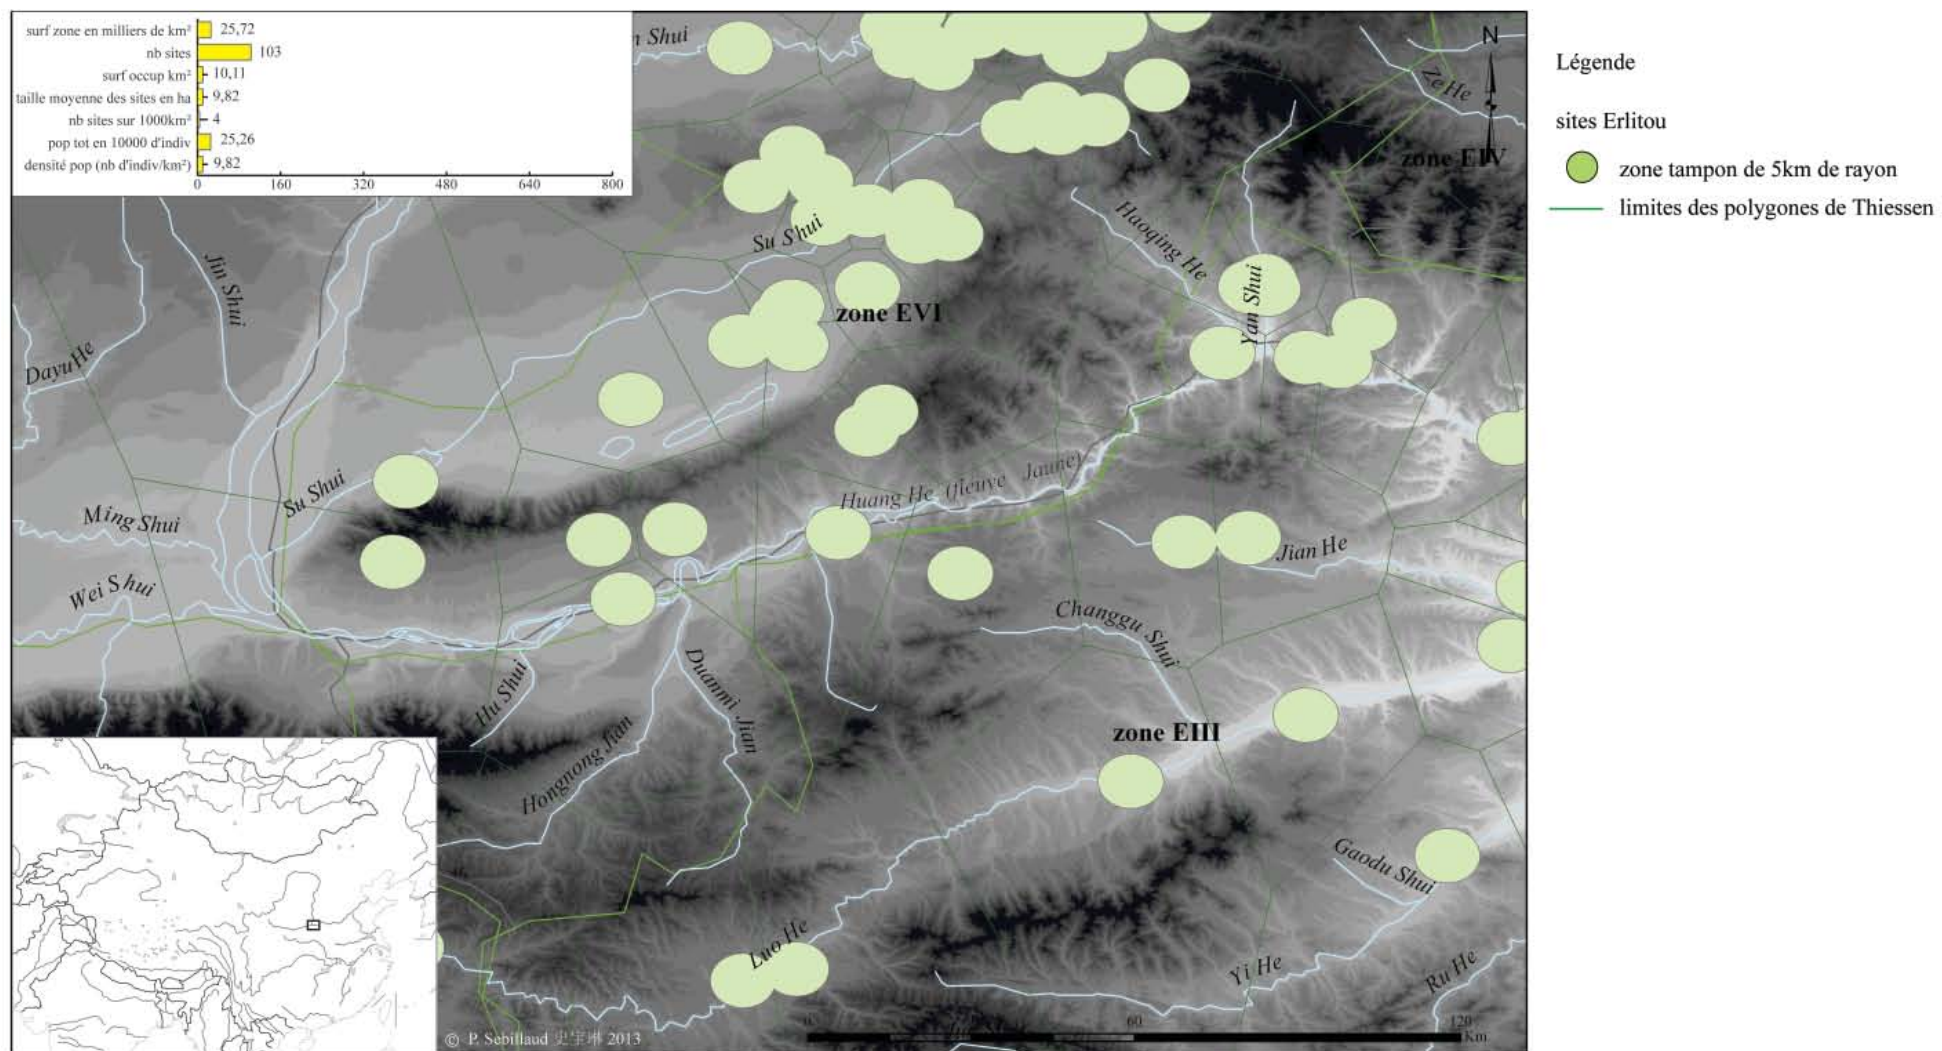 surf zone en milliers de km² 25,72
nb sites 103
surf occup km² 10,11
taille moyenne des sites en ha 9,82
nb sites sur 1000km² 4
pop tot en 10000 d'indiv 25,26
densité pop (nb d'indiv/km²) 9,82
0 160 320 480 640 800
n Shui
N
Ze He
zone EIV
Légende
sites Erlitou
zone tampon de 5km de rayon
limites des polygones de Thiessen
Haoqing He
Su Shui
Jin Shui
Yan Shui
zone EVI
Dayu He
Huang He (fleuve Jaune)
Su Shui
Ming Shui
Jian He
Wei Shui
Changgu Shui
Duanmi Jian
Hu Shui
zone EIII
Hongnong Jian
Gaodu Shui
Luo He
Yi He
Ru He
0 60 120
Km
© P. Sebillaud 史宝琳 2013